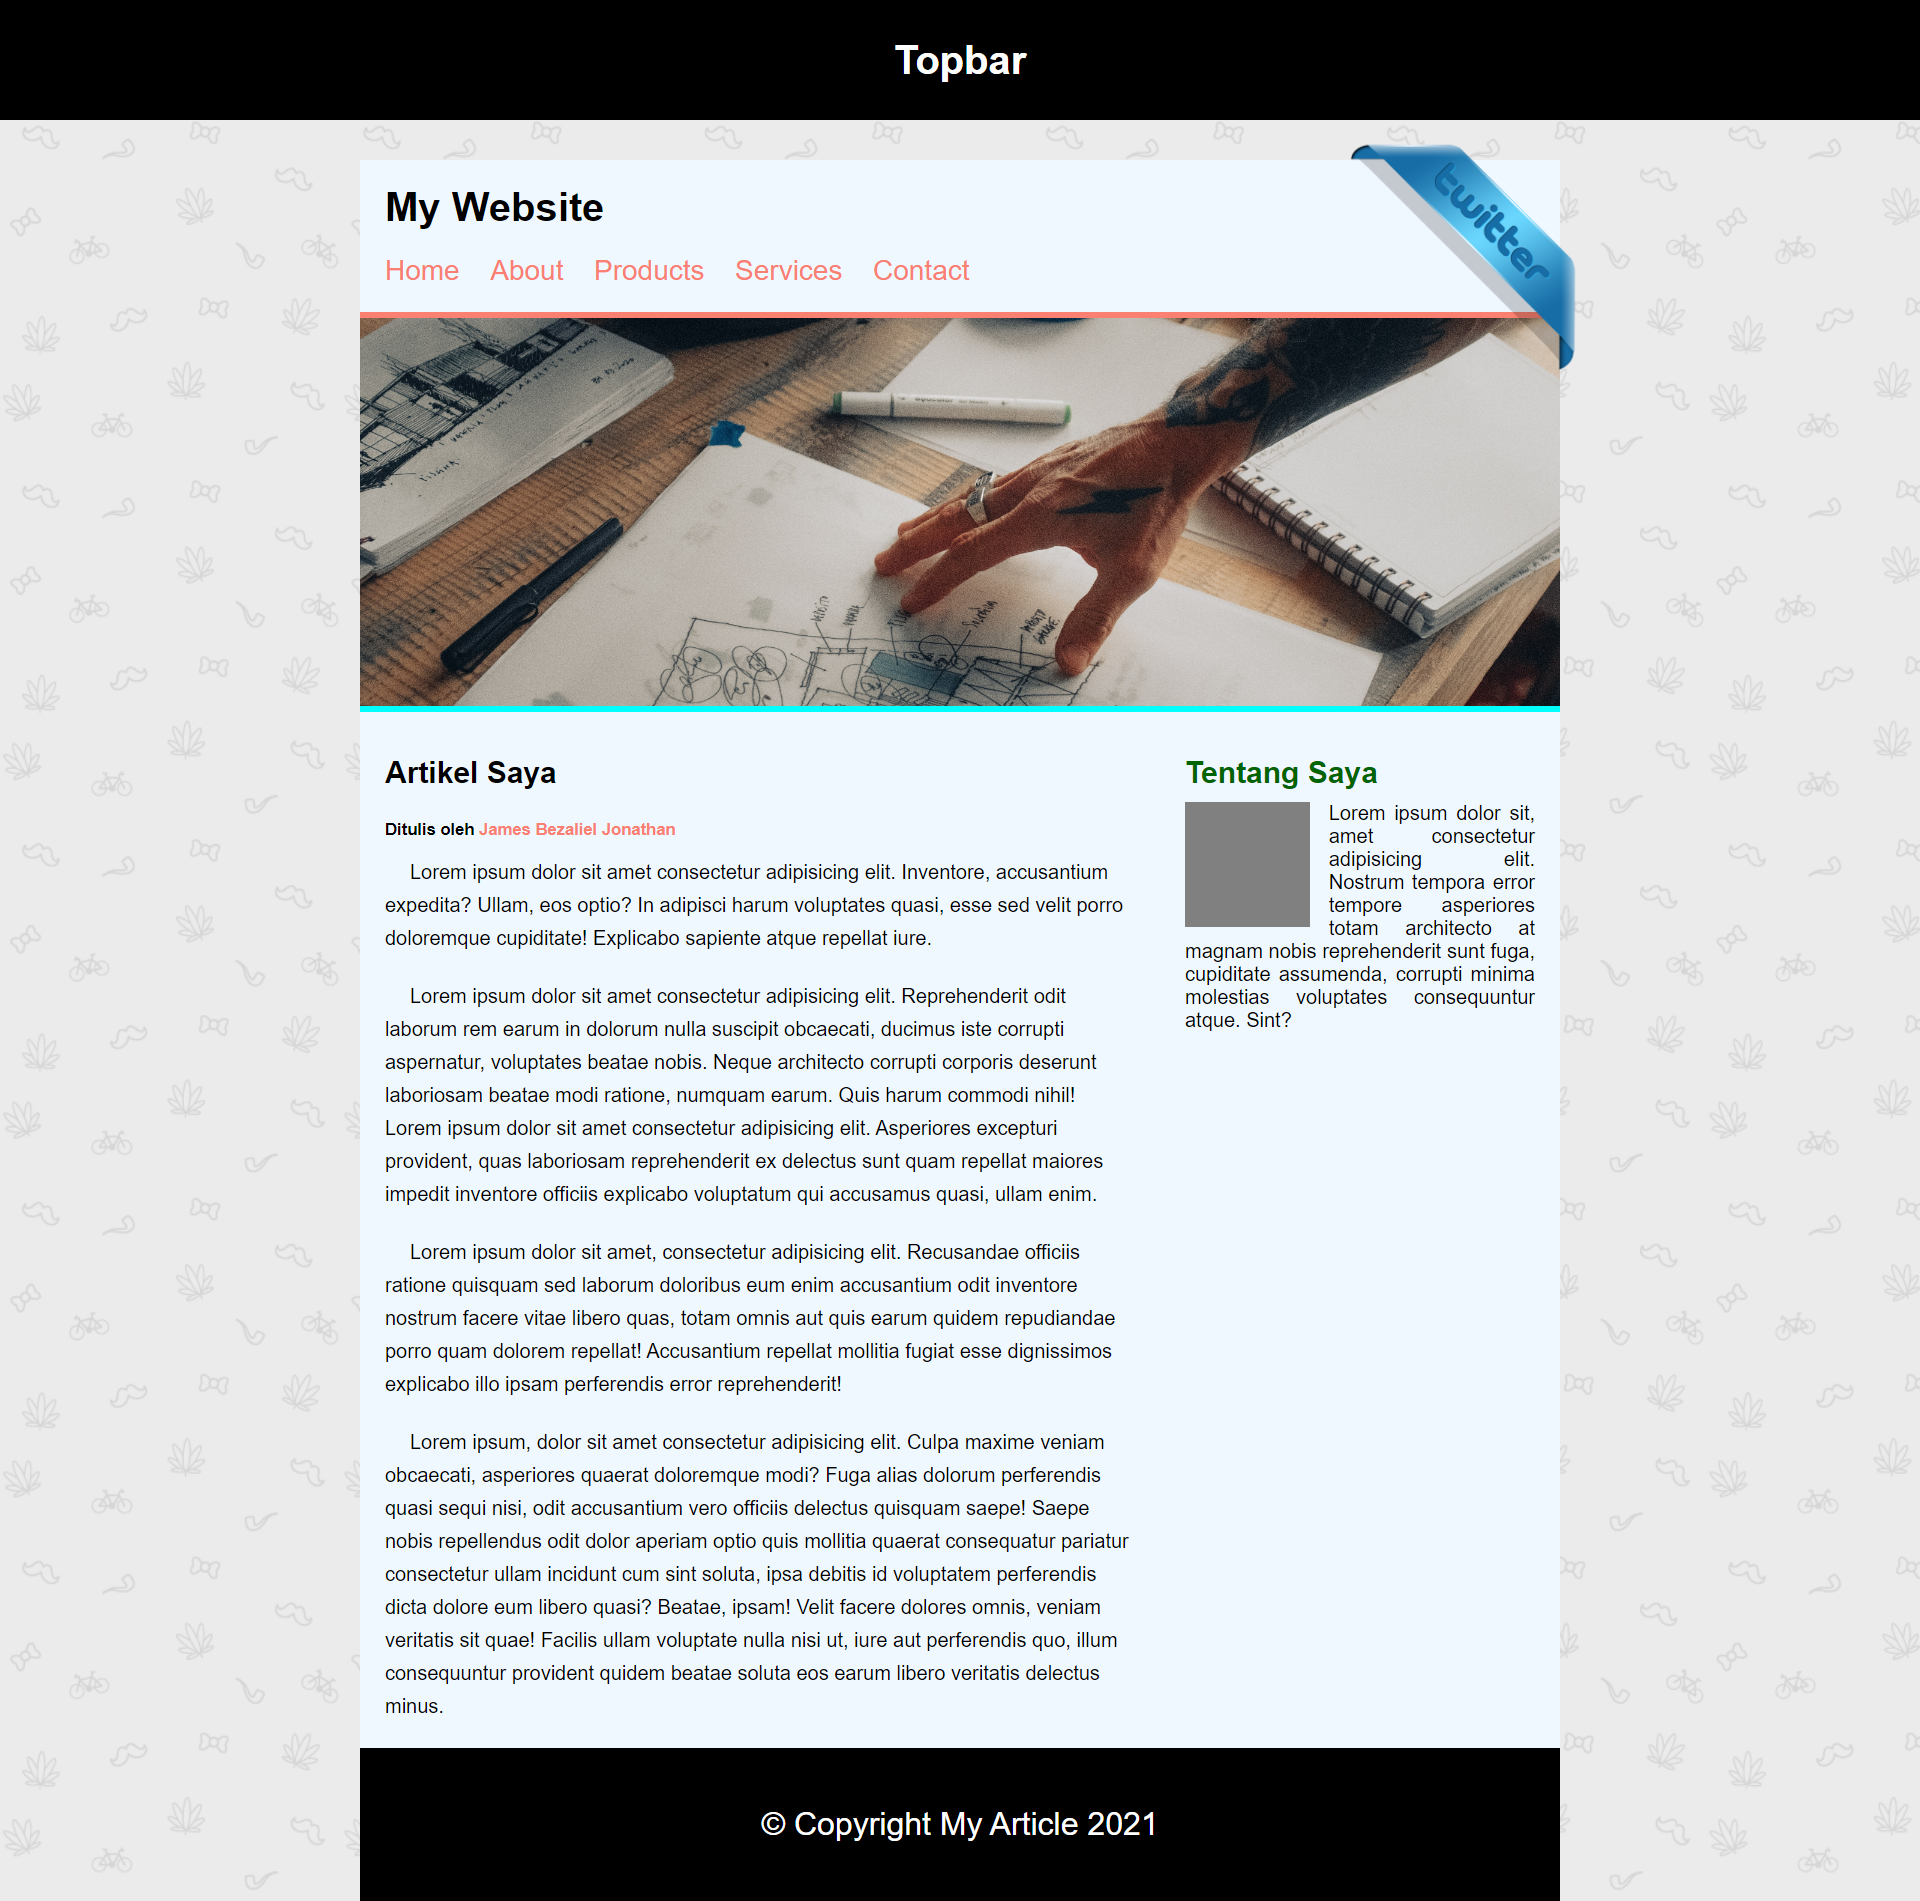 Topbar
My Website
twitter
Home About Products Services Contact
Artikel Saya
Ditulis oleh James Bezaliel Jonathan
Lorem ipsum dolor sit amet consectetur adipisicing elit. Inventore, accusantium
expedita? Ullam, eos optio? In adipisci harum voluptates quasi, esse sed velit porro
doloremque cupiditate! Explicabo sapiente atque repellat iure.
Lorem ipsum dolor sit amet consectetur adipisicing elit. Reprehenderit odit
laborum rem earum in dolorum nulla suscipit obcaecati, ducimus iste corrupti
aspernatur, voluptates beatae nobis. Neque architecto corrupti corporis deserunt
laboriosam beatae modi ratione, numquam earum. Quis harum commodi nihil!
Lorem ipsum dolor sit amet consectetur adipisicing elit. Asperiores excepturi
provident, quas laboriosam reprehenderit ex delectus sunt quam repellat maiores
impedit inventore officiis explicabo voluptatum qui accusamus quasi, ullam enim.
Lorem ipsum dolor sit amet, consectetur adipisicing elit. Recusandae officiis
ratione quisquam sed laborum doloribus eum enim accusantium odit inventore
nostrum facere vitae libero quas, totam omnis aut quis earum quidem repudiandae
porro quam dolorem repellat! Accusantium repellat mollitia fugiat esse dignissimos
explicabo illo ipsam perferendis error reprehenderit!
Lorem ipsum, dolor sit amet consectetur adipisicing elit. Culpa maxime veniam
obcaecati, asperiores quaerat doloremque modi? Fuga alias dolorum perferendis
quasi sequi nisi, odit accusantium vero officiis delectus quisquam saepe! Saepe
nobis repellendus odit dolor aperiam optio quis mollitia quaerat consequatur pariatur
consectetur ullam incidunt cum sint soluta, ipsa debitis id voluptatem perferendis
dicta dolore eum libero quasi? Beatae, ipsam! Velit facere dolores omnis, veniam
veritatis sit quae! Facilis ullam voluptate nulla nisi ut, iure aut perferendis quo, illum
consequuntur provident quidem beatae soluta eos earum libero veritatis delectus
minus.
Tentang Saya
Lorem ipsum dolor sit,
amet consectetur
adipisicing elit.
Nostrum tempora error
tempore asperiores
totam architecto at
magnam nobis reprehenderit sunt fuga,
cupiditate assumenda, corrupti minima
molestias voluptates consequuntur
atque. Sint?
© Copyright My Article 2021